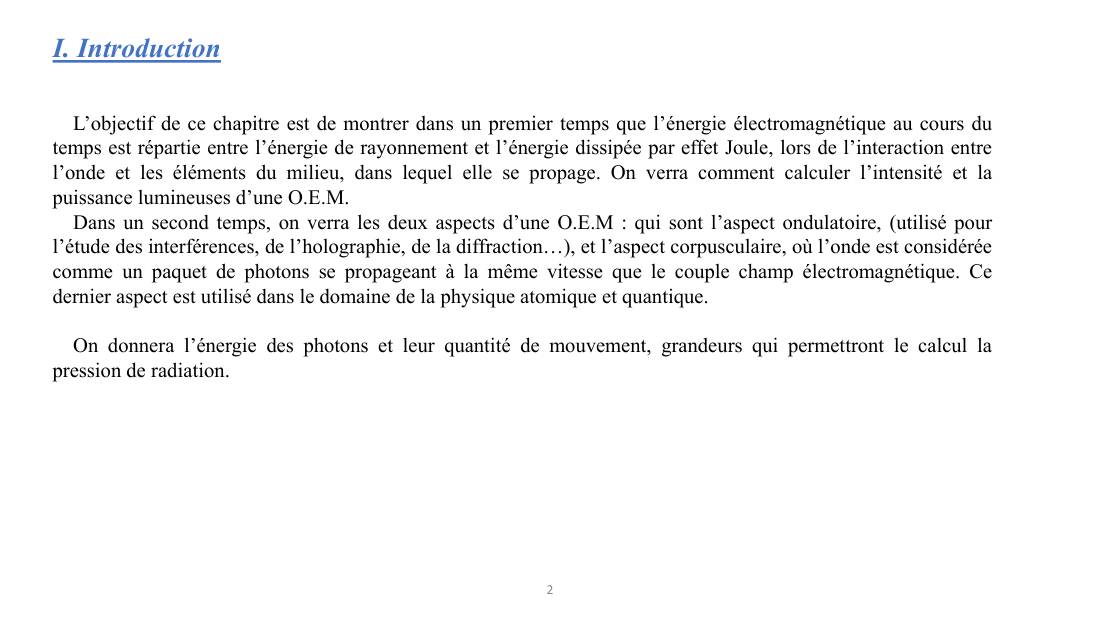 I. Introduction
L’objectif de ce chapitre est de montrer dans un premier temps que l’énergie électromagnétique au cours du
temps est répartie entre l’énergie de rayonnement et l’énergie dissipée par effet Joule, lors de l’interaction entre
l’onde et les éléments du milieu, dans lequel elle se propage. On verra comment calculer l’intensité et la
puissance lumineuses d’une O.E.M.
Dans un second temps, on verra les deux aspects d’une O.E.M : qui sont l’aspect ondulatoire, (utilisé pour
l’étude des interférences, de l’holographie, de la diffraction…), et l’aspect corpusculaire, où l’onde est considérée
comme un paquet de photons se propageant à la même vitesse que le couple champ électromagnétique. Ce
dernier aspect est utilisé dans le domaine de la physique atomique et quantique.
On donnera l’énergie des photons et leur quantité de mouvement, grandeurs qui permettront le calcul la
pression de radiation.
2